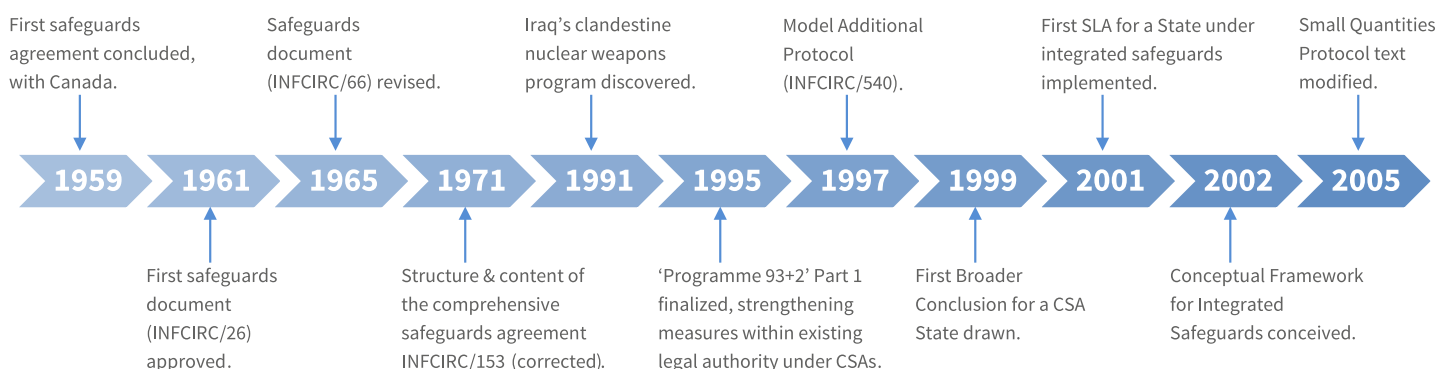 First safeguards
agreement concluded,
with Canada.
Safeguards
document
(INFCIRC/66) revised.
Iraq's clandestine
nuclear weapons
program discovered.
Model Additional
Protocol
(INFCIRC/540).
First SLA for a State under
integrated safeguards
implemented.
Small Quantities
Protocol text
modified.
1959
1961
1965
1971
1991
1995
1997
1999
2001
2002
2005
First safeguards
document
(INFCIRC/26)
approved.
Structure & content of
the comprehensive
safeguards agreement
INFCIRC/153 (corrected).
‘Programme 93+2’ Part 1
finalized, strengthening
measures within existing
legal authority under CSAs.
First Broader
Conclusion for a CSA
State drawn.
Conceptual Framework
for Integrated
Safeguards conceived.